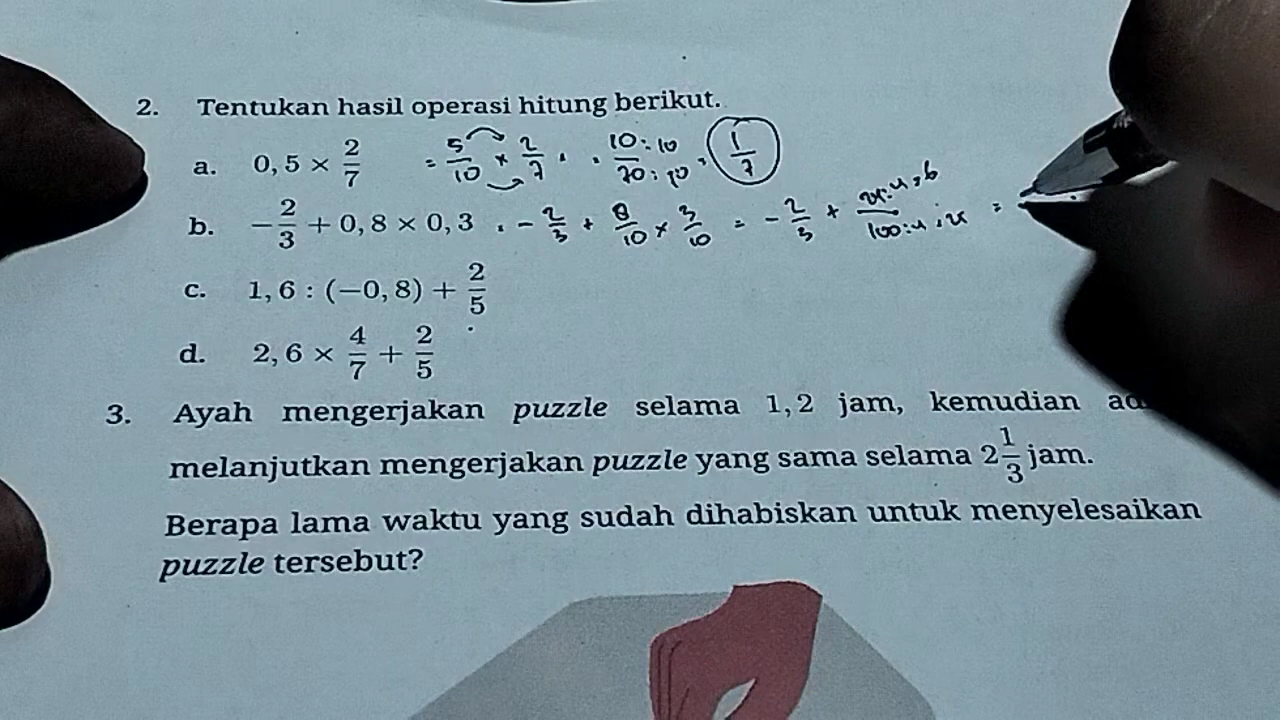 2. Tentukan hasil operasi hitung berikut.
a. 0,5 × 2/7 = 5/10 × 2/7 = 10:10/70:10 = 1/7
b. −2/3 + 0,8 × 0,3 = −2/3 + 8/10 × 3/10 = −2/3 + 24:4=6/100:4=25 =
c. 1,6 : (−0,8) + 2/5
d. 2,6 × 4/7 + 2/5
3. Ayah mengerjakan puzzle selama 1,2 jam, kemudian
melanjutkan mengerjakan puzzle yang sama selama 2 1/3 jam.
Berapa lama waktu yang sudah dihabiskan untuk menyelesaikan
puzzle tersebut?